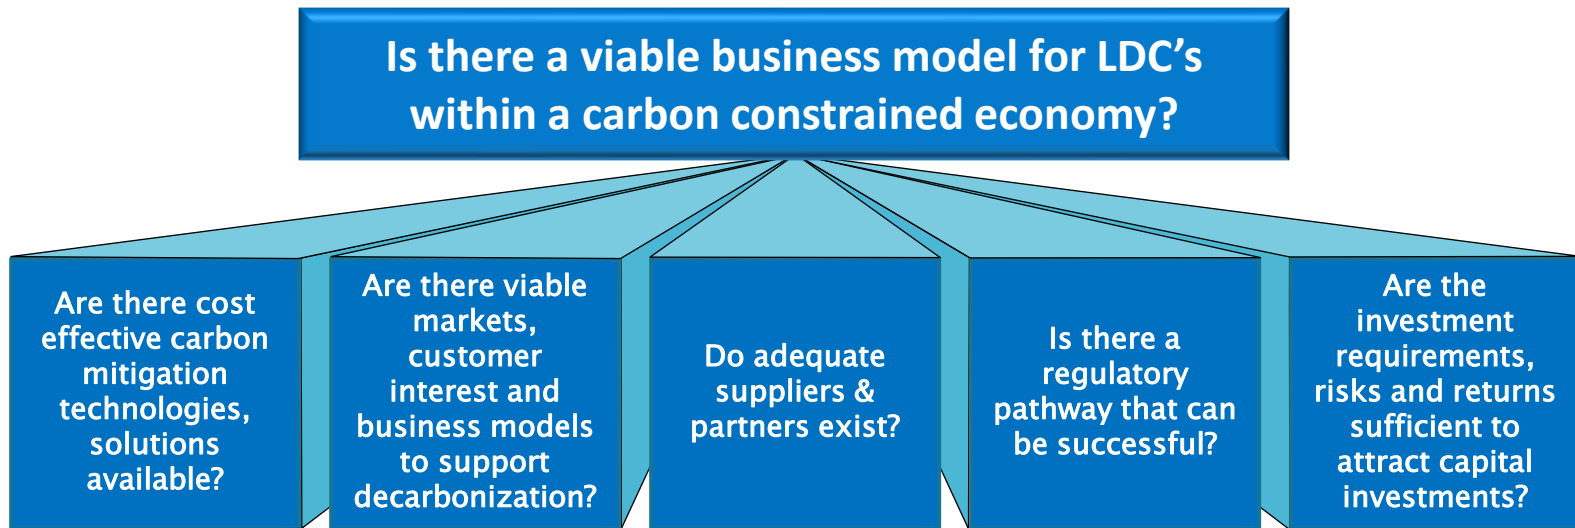 Is there a viable business model for LDC's
within a carbon constrained economy?
Are there cost
effective carbon
mitigation
technologies,
solutions
available?
Are there viable
markets,
customer
interest and
business models
to support
decarbonization?
Do adequate
suppliers &
partners exist?
Is there a
regulatory
pathway that can
be successful?
Are the
investment
requirements,
risks and returns
sufficient to
attract capital
investments?